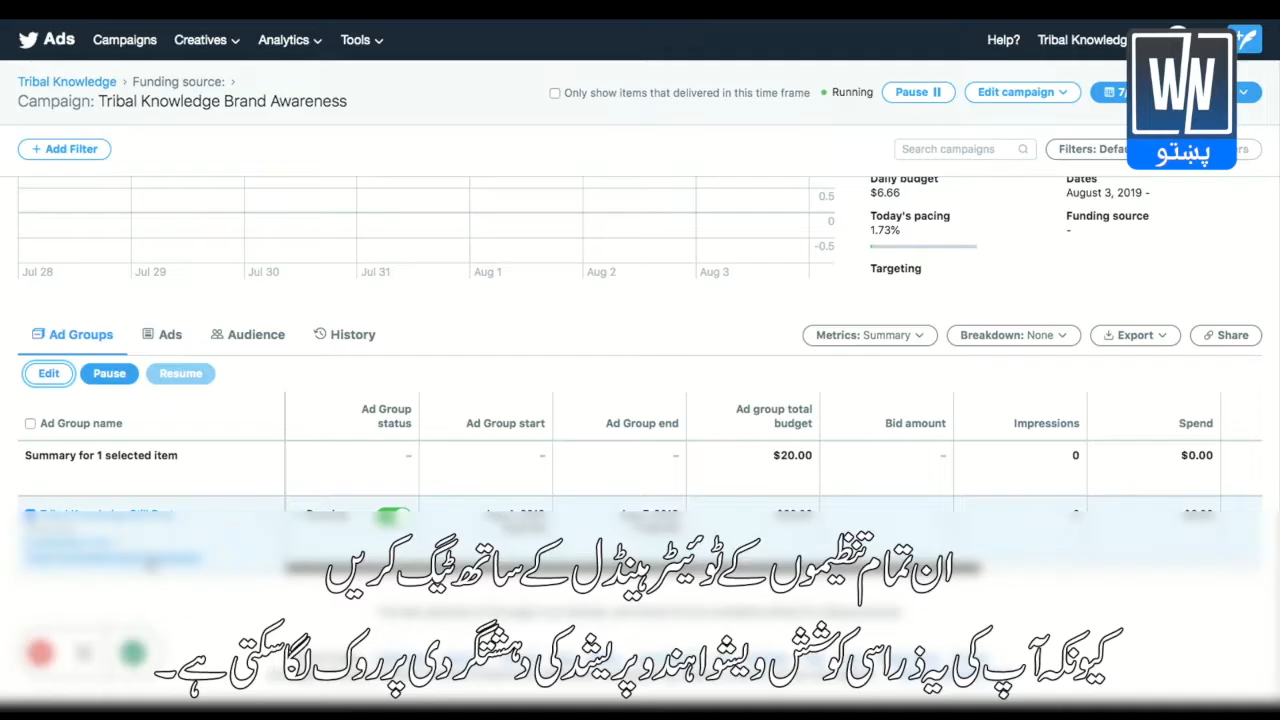 Ads Campaigns Creatives Analytics Tools Help? Tribal Knowledg
Tribal Knowledge › Funding source: ›
Campaign: Tribal Knowledge Brand Awareness
Only show items that delivered in this time frame Running Pause Edit campaign 7/
WN
پښتو
+ Add Filter Search campaigns Filters: Defau
Daily budget Dates
$6.66 August 3, 2019 -
Today's pacing Funding source
1.73% -
Targeting
0.5
0
-0.5
Jul 28 Jul 29 Jul 30 Jul 31 Aug 1 Aug 2 Aug 3
Ad Groups Ads Audience History Metrics: Summary Breakdown: None Export Share
Edit Pause Resume
Ad Group name Ad Group status Ad Group start Ad Group end Ad group total budget Bid amount Impressions Spend
Summary for 1 selected item – – – $20.00 – 0 $0.00
ان تمام تنظیموں کے ٹوئیٹر ہینڈل کے ساتھ ٹیگ کریں
کیونکہ آپ کی یہ ذرا سی کوشش ویشوا ہندو پریشد کی دہشتگردی پر روک لگا سکتی ہے۔